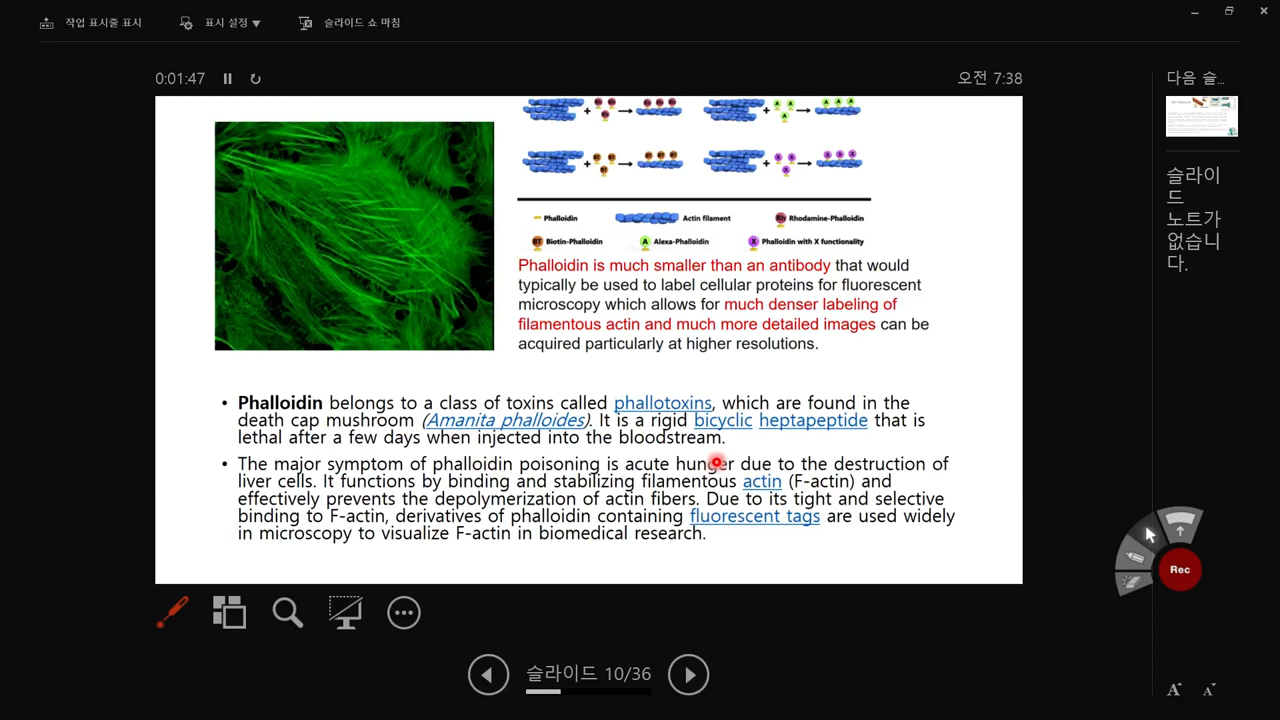 작업 표시줄 표시
표시 설정 ▼
슬라이드 쇼 마침
0:01:47
오전 7:38
다음 슬...
Phalloidin
Actin filament
Rhodamine-Phalloidin
BT Biotin-Phalloidin
A Alexa-Phalloidin
X Phalloidin with X functionality
Phalloidin is much smaller than an antibody that would
typically be used to label cellular proteins for fluorescent
microscopy which allows for much denser labeling of
filamentous actin and much more detailed images can be
acquired particularly at higher resolutions.
• Phalloidin belongs to a class of toxins called phallotoxins, which are found in the
death cap mushroom (Amanita phalloides). It is a rigid bicyclic heptapeptide that is
lethal after a few days when injected into the bloodstream.
• The major symptom of phalloidin poisoning is acute hunger due to the destruction of
liver cells. It functions by binding and stabilizing filamentous actin (F-actin) and
effectively prevents the depolymerization of actin fibers. Due to its tight and selective
binding to F-actin, derivatives of phalloidin containing fluorescent tags are used widely
in microscopy to visualize F-actin in biomedical research.
슬라이
드
노트가
없습니
다.
Rec
슬라이드 10/36
A A